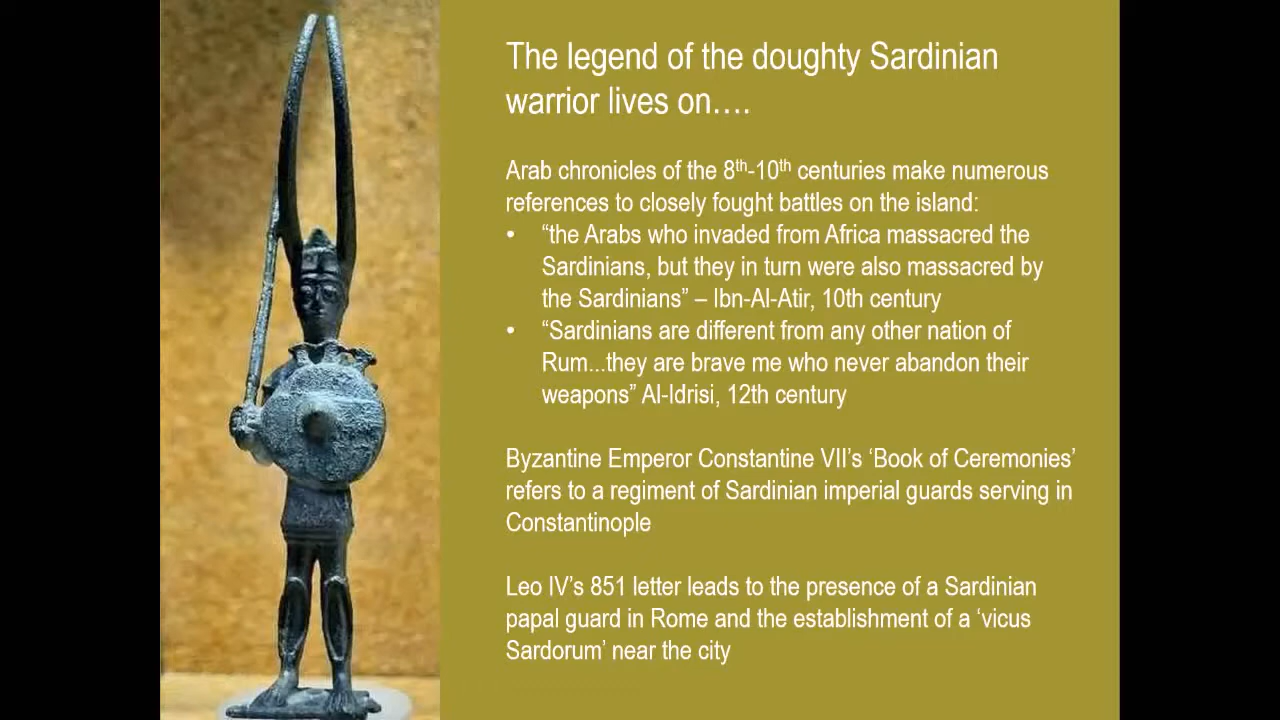 The legend of the doughty Sardinian
warrior lives on….
Arab chronicles of the 8th-10th centuries make numerous
references to closely fought battles on the island:
• “the Arabs who invaded from Africa massacred the
Sardinians, but they in turn were also massacred by
the Sardinians” – Ibn-Al-Atir, 10th century
• “Sardinians are different from any other nation of
Rum...they are brave me who never abandon their
weapons” Al-Idrisi, 12th century
Byzantine Emperor Constantine VII’s ‘Book of Ceremonies’
refers to a regiment of Sardinian imperial guards serving in
Constantinople
Leo IV’s 851 letter leads to the presence of a Sardinian
papal guard in Rome and the establishment of a ‘vicus
Sardorum’ near the city